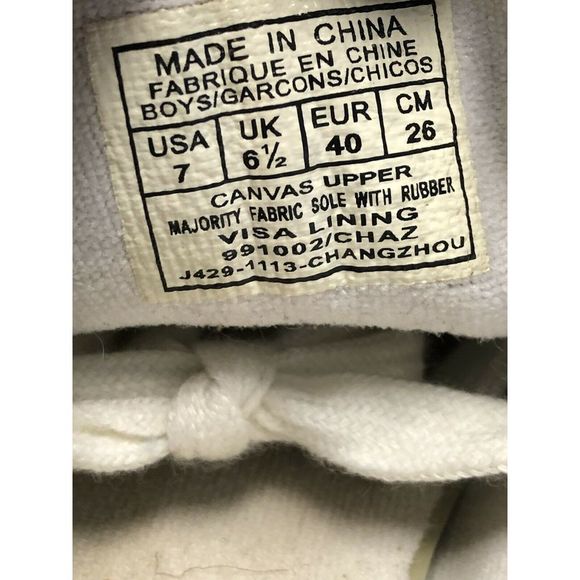 MADE IN CHINA
FABRIQUE EN CHINE
BOYS/GARCONS/CHICOS
USA UK EUR CM
7 6½ 40 26
CANVAS UPPER
MAJORITY FABRIC SOLE WITH RUBBER
VISA LINING
991002/CHAZ
J429-1113-CHANGZHOU